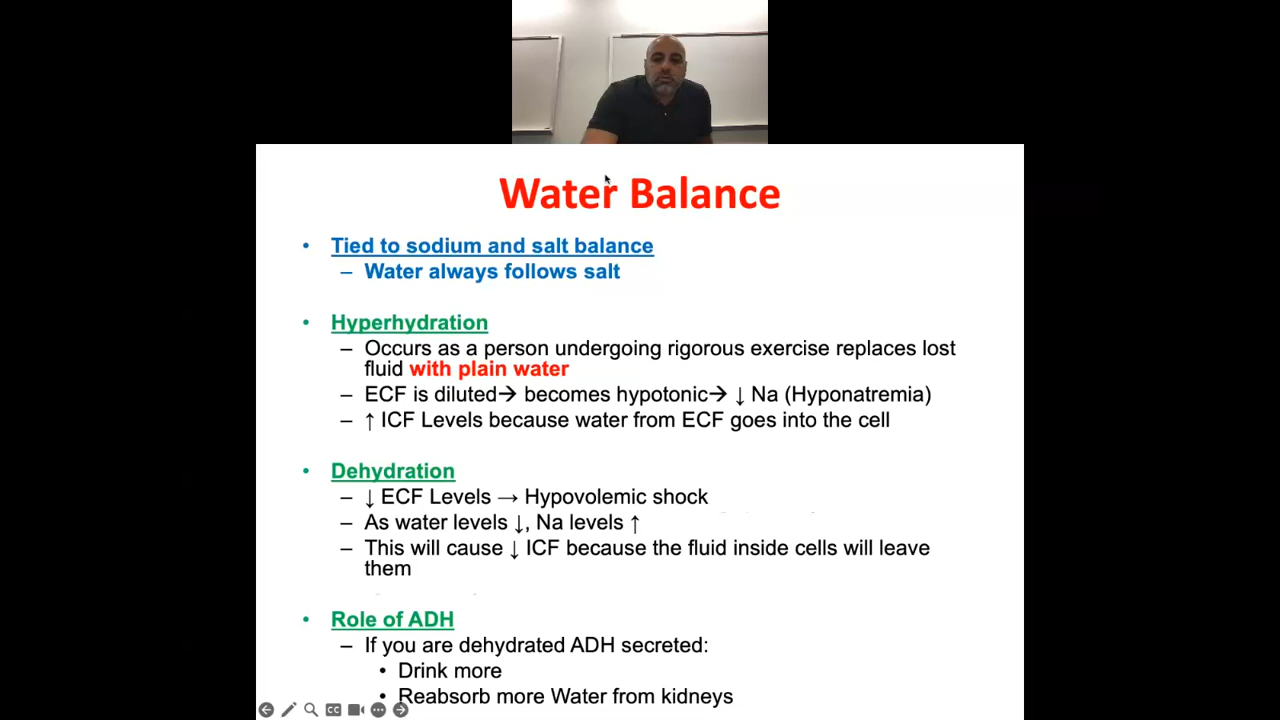 Water Balance
• Tied to sodium and salt balance
– Water always follows salt
• Hyperhydration
– Occurs as a person undergoing rigorous exercise replaces lost
fluid with plain water
– ECF is diluted→ becomes hypotonic→ ↓ Na (Hyponatremia)
– ↑ ICF Levels because water from ECF goes into the cell
• Dehydration
– ↓ ECF Levels → Hypovolemic shock
– As water levels ↓, Na levels ↑
– This will cause ↓ ICF because the fluid inside cells will leave
them
• Role of ADH
– If you are dehydrated ADH secreted:
• Drink more
• Reabsorb more Water from kidneys
CC